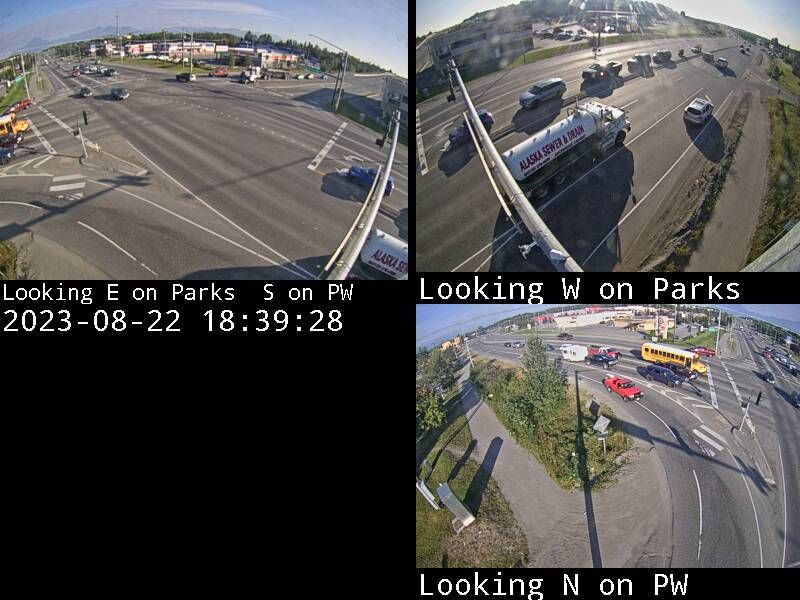 Looking E on Parks  S on PW
2023-08-22 18:39:28
ALASKA SEWER & DRAIN
Looking W on Parks
Looking N on PW